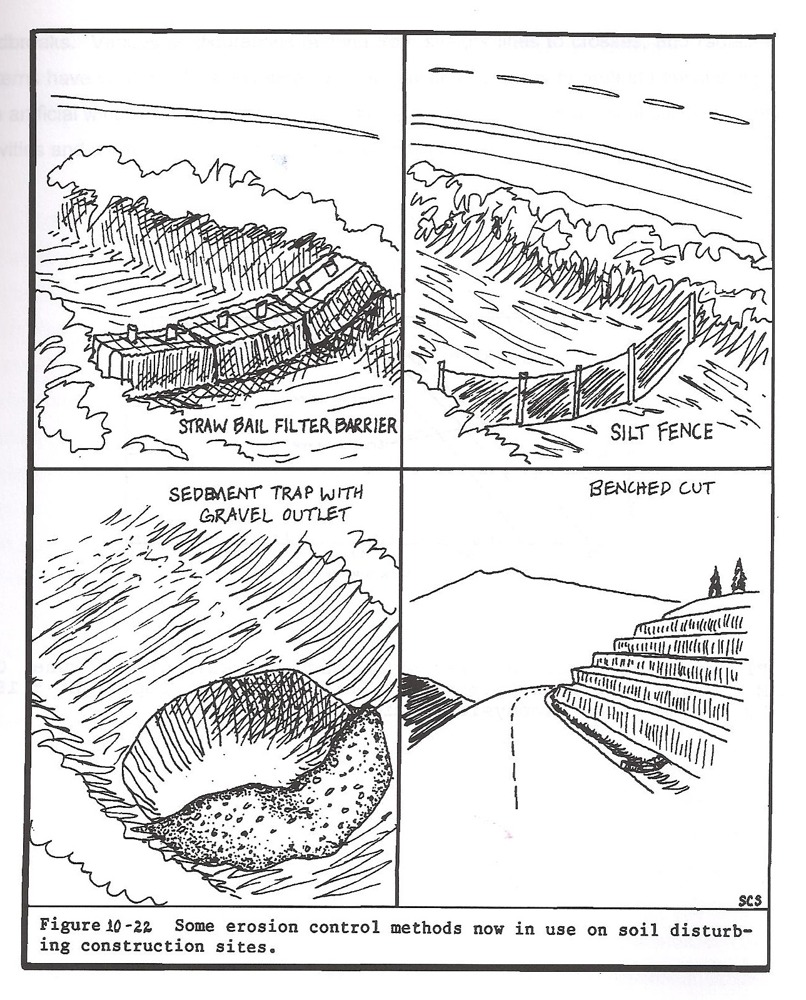 STRAW BAIL FILTER BARRIER
SILT FENCE
SEDEMENT TRAP WITH
GRAVEL OUTLET
BENCHED CUT
SCS
Figure 10-22 Some erosion control methods now in use on soil disturb-
ing construction sites.